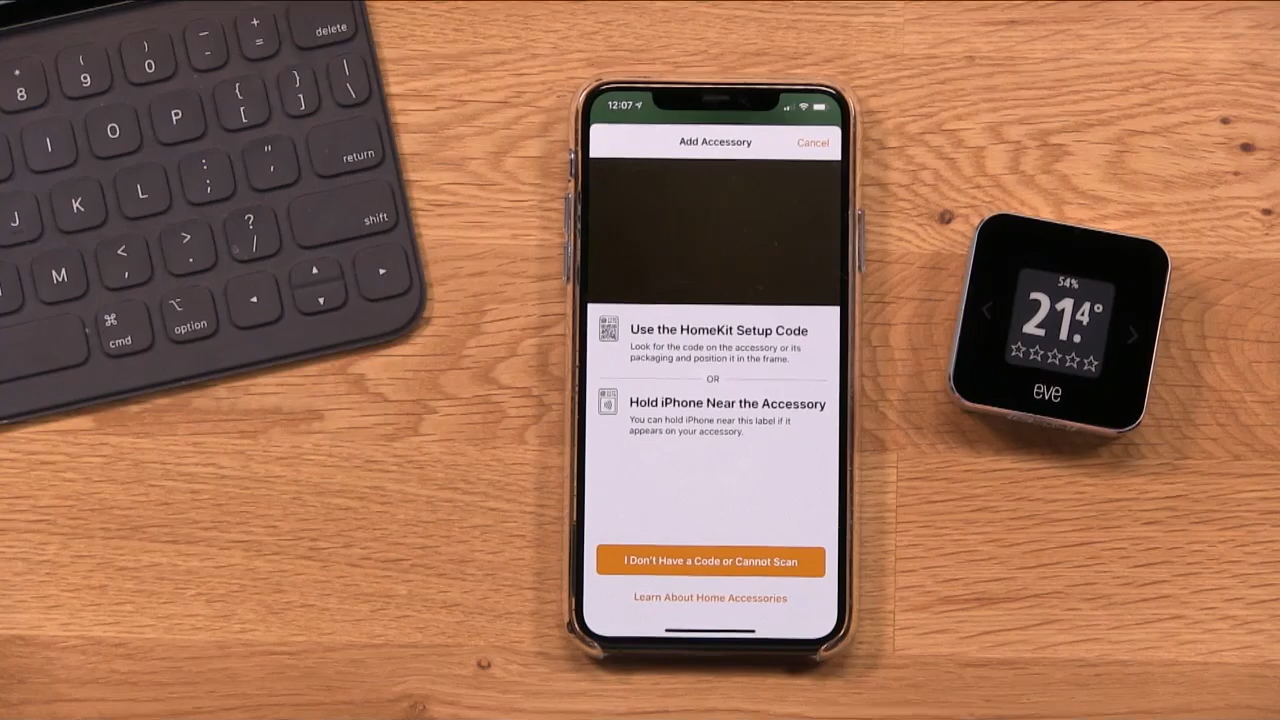 delete
+
=
_
-
)
0
(
9
*
8
|
\
}
]
{
[
P
O
I
return
"
'
:
;
L
K
J
shift
?
/
>
.
<
,
M
option
cmd
12:07
Add Accessory
Cancel
Use the HomeKit Setup Code
Look for the code on the accessory or its
packaging and position it in the frame.
OR
Hold iPhone Near the Accessory
You can hold iPhone near this label if it
appears on your accessory.
I Don't Have a Code or Cannot Scan
Learn About Home Accessories
54%
21.4°
eve